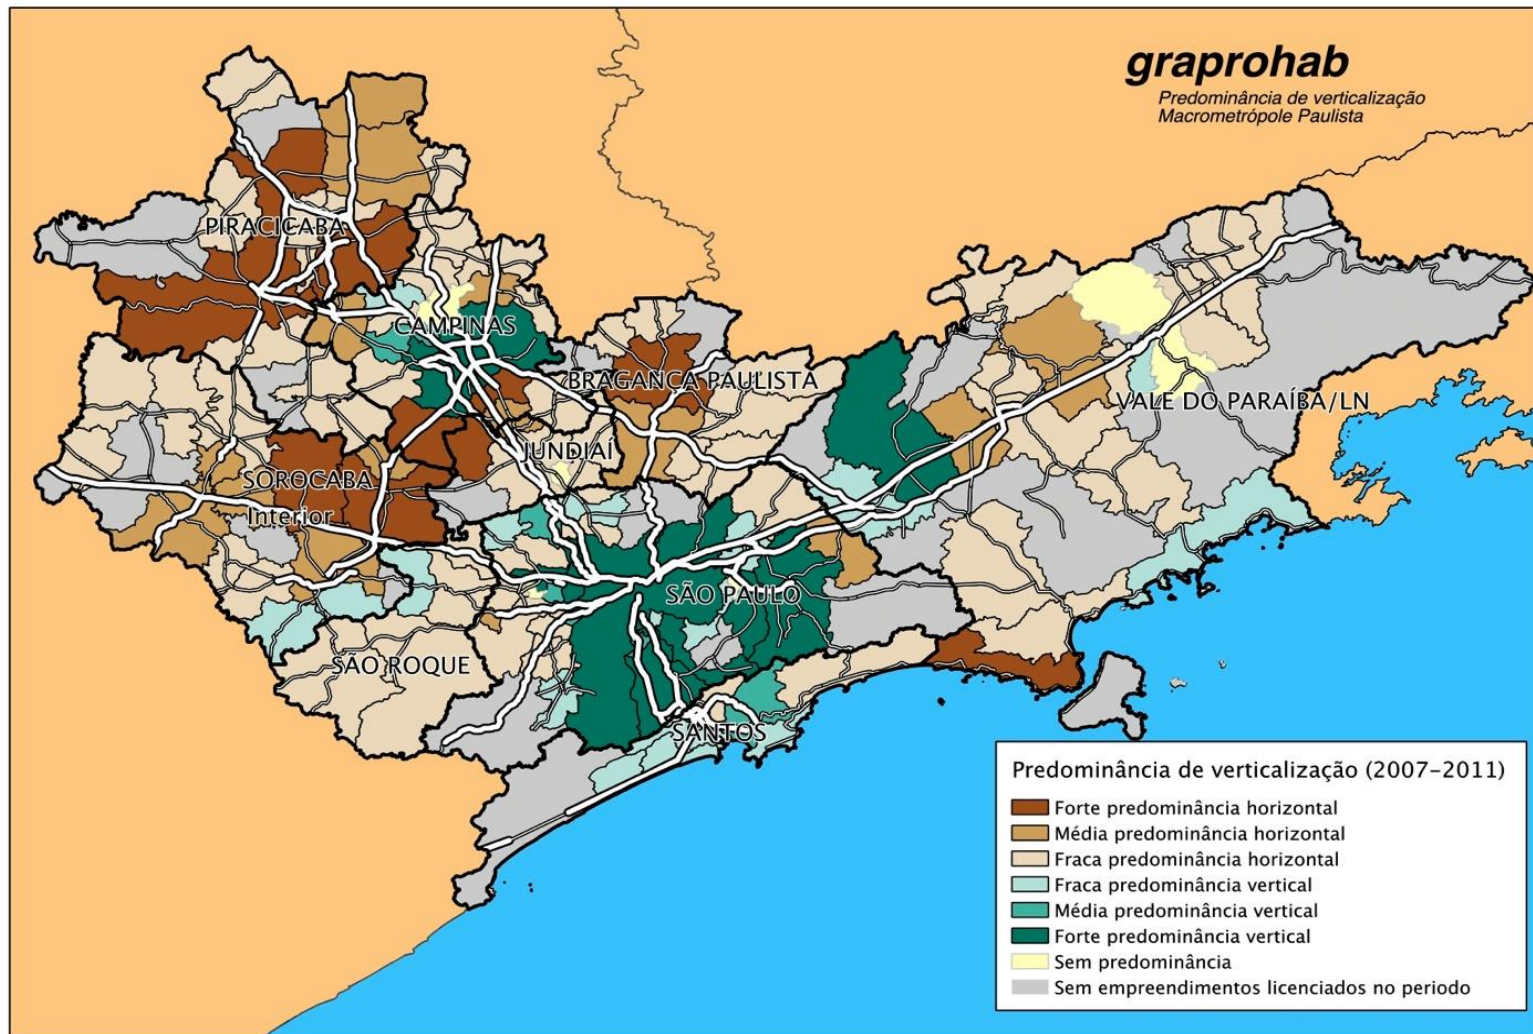 graprohab
Predominância de verticalização
Macrometrópole Paulista
PIRACICABA
CAMPINAS
BRAGANÇA PAULISTA
VALE DO PARAÍBA/LN
JUNDIAÍ
SOROCABA
Interior
SÃO PAULO
SÃO ROQUE
SANTOS
Predominância de verticalização (2007-2011)
Forte predominância horizontal
Média predominância horizontal
Fraca predominância horizontal
Fraca predominância vertical
Média predominância vertical
Forte predominância vertical
Sem predominância
Sem empreendimentos licenciados no periodo